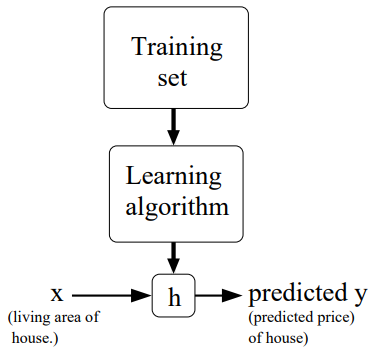 Training
set
Learning
algorithm
x
h
predicted y
(living area of
house.)
(predicted price)
of house)